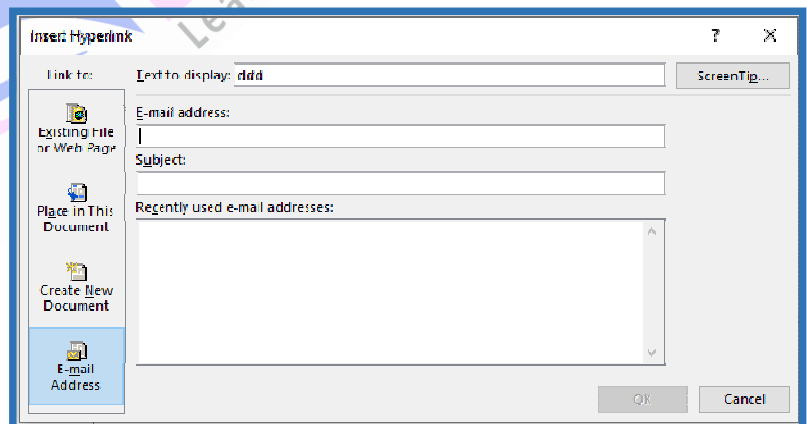 Insert Hyperlink ? X
Link to: Text to display: ddd ScreenTip...
E-mail address:
Existing File
or Web Page
Subject:
Place in This
Document
Recently used e-mail addresses:
Create New
Document
E-mail
Address
OK Cancel